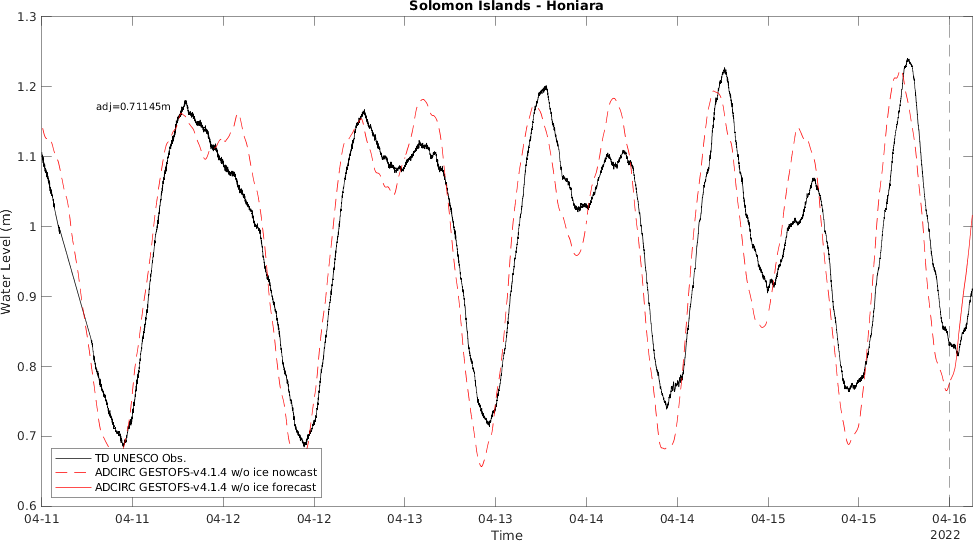 Solomon Islands - Honiara
1.3
1.2
1.1
1
0.9
0.8
0.7
0.6
Water Level (m)
adj=0.71145m
TD UNESCO Obs.
ADCIRC GESTOFS-v4.1.4 w/o ice nowcast
ADCIRC GESTOFS-v4.1.4 w/o ice forecast
04-11 04-11 04-12 04-12 04-13 04-13 04-14 04-14 04-15 04-15 04-16
Time
2022